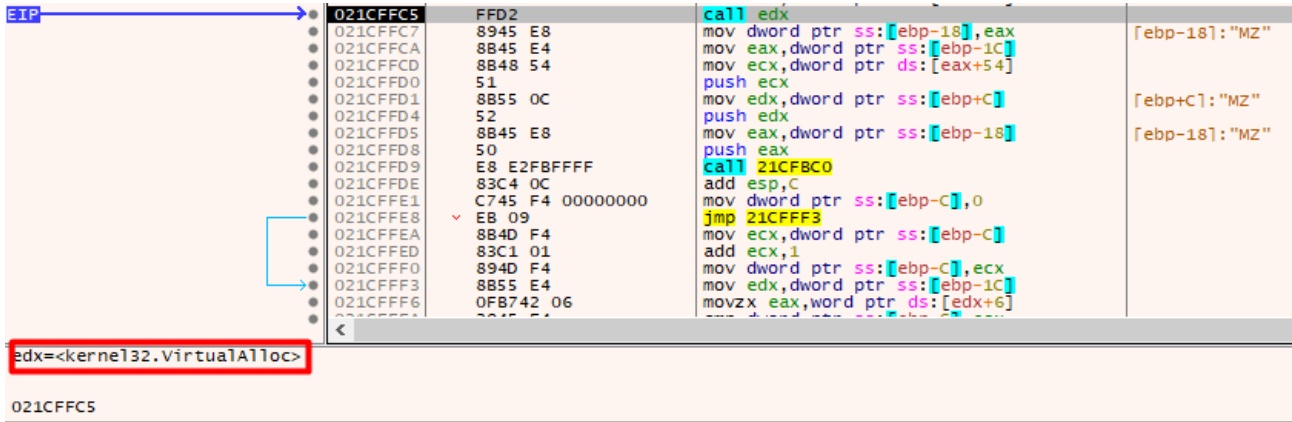 EIP 021CFFC5 FFD2 call edx
021CFFC7 8945 E8 mov dword ptr ss:[ebp-18],eax [ebp-18]:"MZ"
021CFFCA 8B45 E4 mov eax,dword ptr ss:[ebp-1C]
021CFFCD 8B48 54 mov ecx,dword ptr ds:[eax+54]
021CFFD0 51 push ecx
021CFFD1 8B55 0C mov edx,dword ptr ss:[ebp+C] [ebp+C]:"MZ"
021CFFD4 52 push edx
021CFFD5 8B45 E8 mov eax,dword ptr ss:[ebp-18] [ebp-18]:"MZ"
021CFFD8 50 push eax
021CFFD9 E8 E2FBFFFF call 21CFBC0
021CFFDE 83C4 0C add esp,C
021CFFE1 C745 F4 00000000 mov dword ptr ss:[ebp-C],0
021CFFE8 EB 09 jmp 21CFFF3
021CFFEA 8B4D F4 mov ecx,dword ptr ss:[ebp-C]
021CFFED 83C1 01 add ecx,1
021CFFF0 894D F4 mov dword ptr ss:[ebp-C],ecx
021CFFF3 8B55 E4 mov edx,dword ptr ss:[ebp-1C]
021CFFF6 0FB742 06 movzx eax,word ptr ds:[edx+6]
edx=<kernel32.VirtualAlloc>
021CFFC5